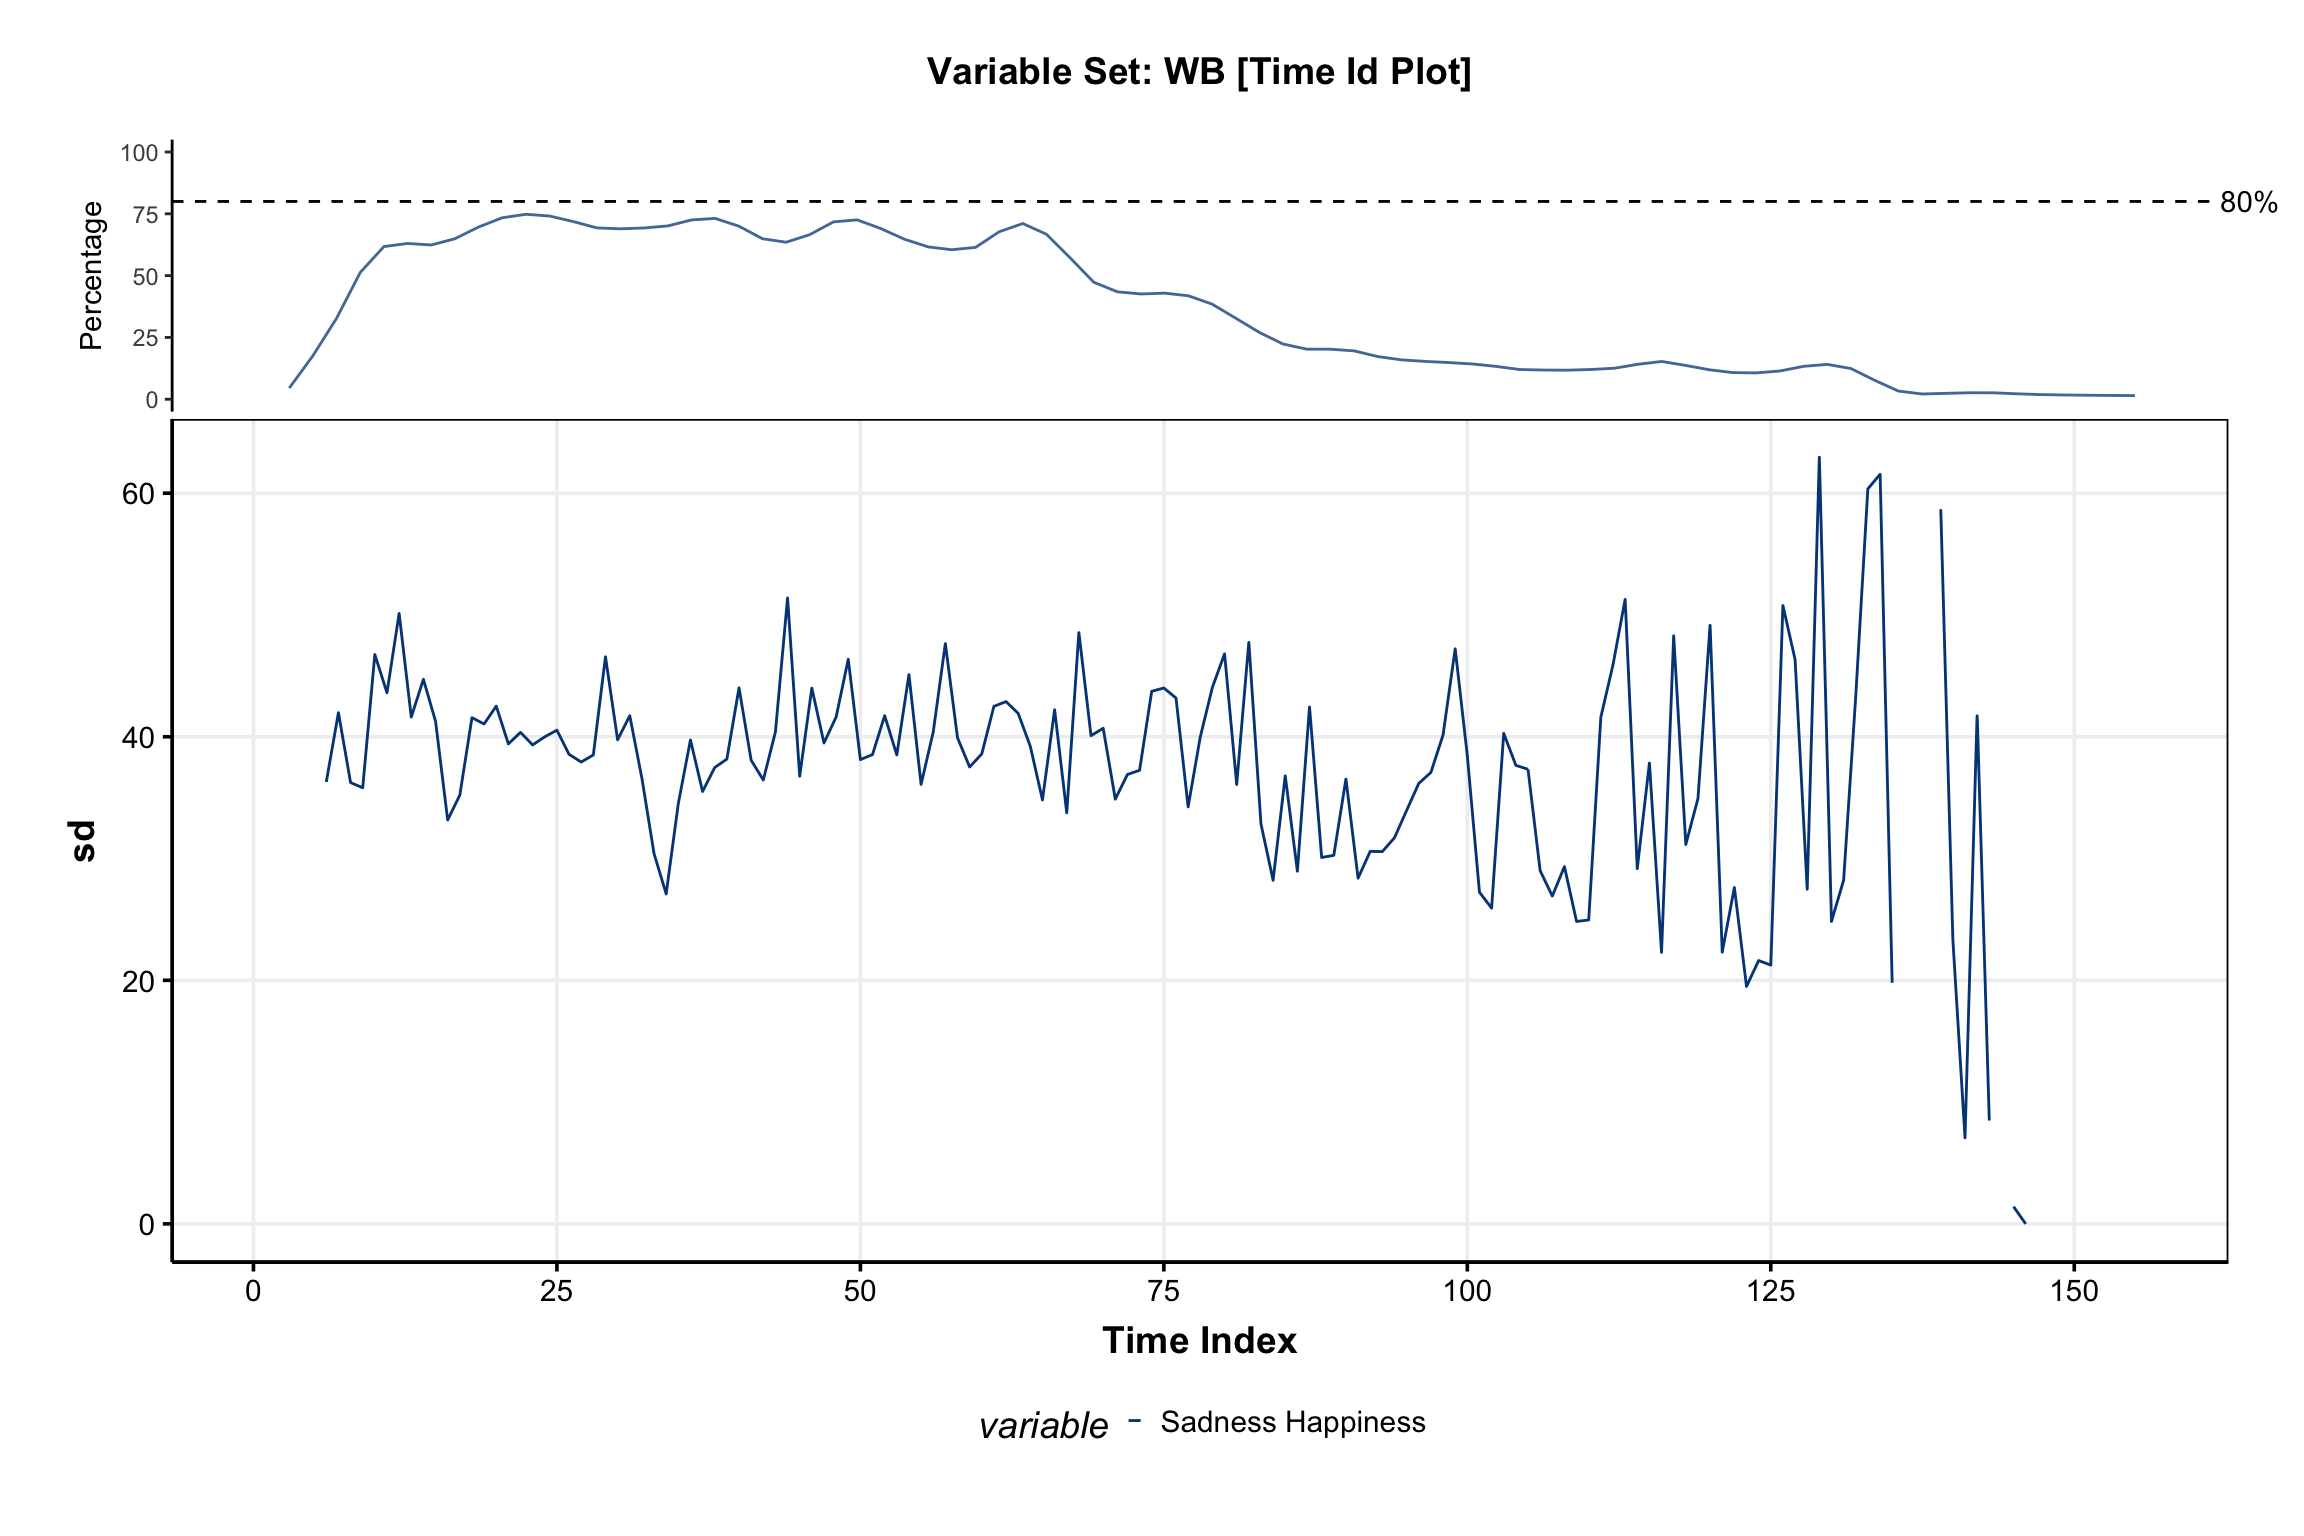 Variable Set: WB [Time Id Plot]
Percentage
100
75
50
25
0
80%
sd
60
40
20
0
0 25 50 75 100 125 150
Time Index
variable Sadness Happiness